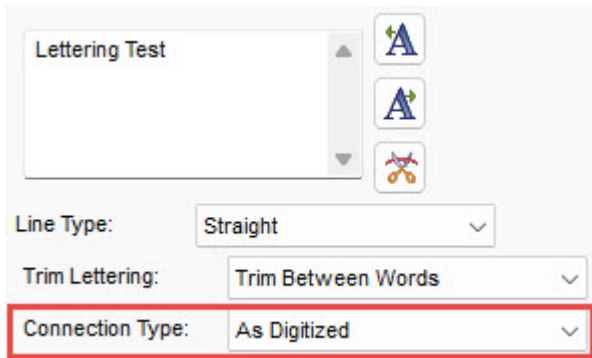 Lettering Test
Line Type: Straight
Trim Lettering: Trim Between Words
Connection Type: As Digitized